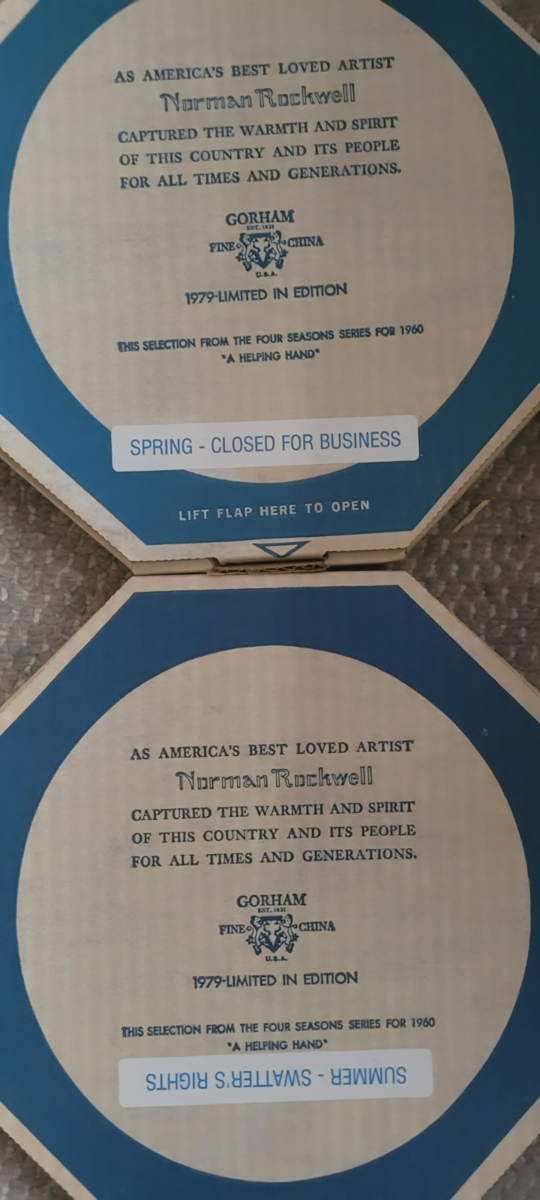 AS AMERICA'S BEST LOVED ARTIST
Norman Rockwell
CAPTURED THE WARMTH AND SPIRIT
OF THIS COUNTRY AND ITS PEOPLE
FOR ALL TIMES AND GENERATIONS.
GORHAM
EST. 1831
FINE CHINA
U.S.A.
1979-LIMITED IN EDITION
THIS SELECTION FROM THE FOUR SEASONS SERIES FOR 1960
"A HELPING HAND"
SPRING - CLOSED FOR BUSINESS
LIFT FLAP HERE TO OPEN
AS AMERICA'S BEST LOVED ARTIST
Norman Rockwell
CAPTURED THE WARMTH AND SPIRIT
OF THIS COUNTRY AND ITS PEOPLE
FOR ALL TIMES AND GENERATIONS.
GORHAM
EST. 1831
FINE CHINA
U.S.A.
1979-LIMITED IN EDITION
THIS SELECTION FROM THE FOUR SEASONS SERIES FOR 1960
"A HELPING HAND"
SUMMER - SWATTER'S RIGHTS